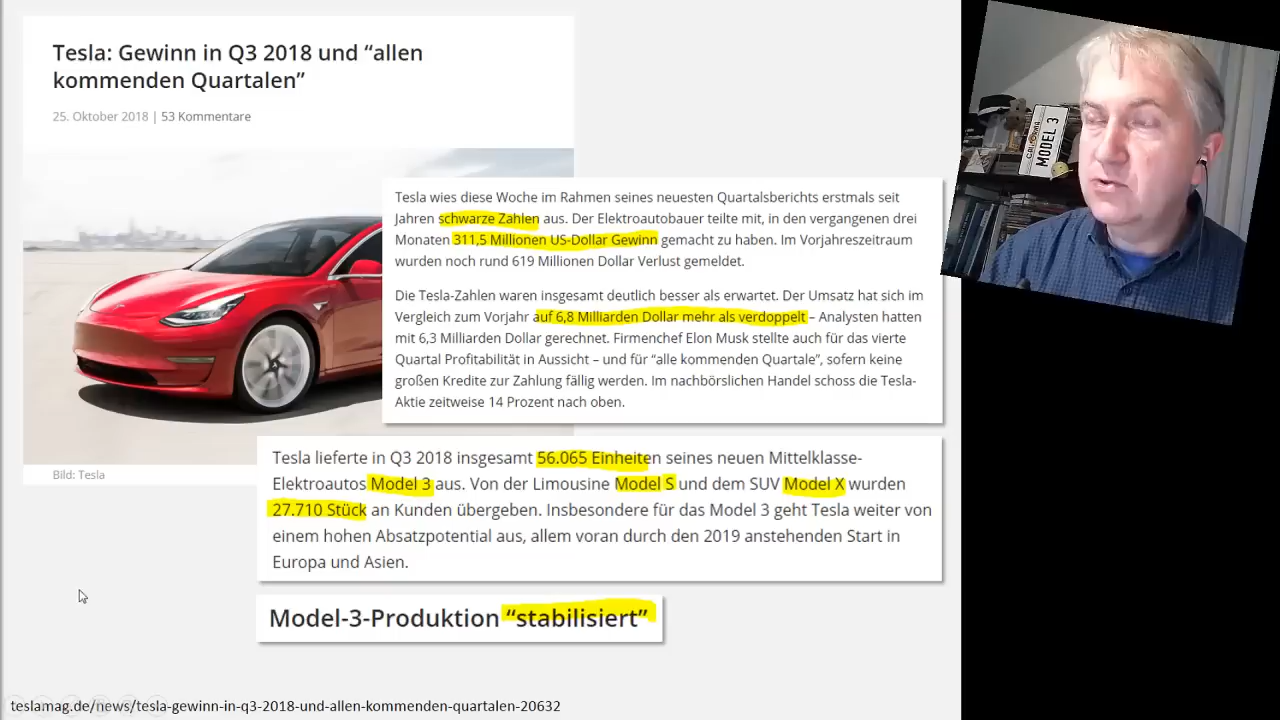 Tesla: Gewinn in Q3 2018 und “allen
kommenden Quartalen”
25. Oktober 2018 | 53 Kommentare
Tesla wies diese Woche im Rahmen seines neuesten Quartalsberichts erstmals seit
Jahren schwarze Zahlen aus. Der Elektroautobauer teilte mit, in den vergangenen drei
Monaten 311,5 Millionen US-Dollar Gewinn gemacht zu haben. Im Vorjahreszeitraum
wurden noch rund 619 Millionen Dollar Verlust gemeldet.
Die Tesla-Zahlen waren insgesamt deutlich besser als erwartet. Der Umsatz hat sich im
Vergleich zum Vorjahr auf 6,8 Milliarden Dollar mehr als verdoppelt – Analysten hatten
mit 6,3 Milliarden Dollar gerechnet. Firmenchef Elon Musk stellte auch für das vierte
Quartal Profitabilität in Aussicht – und für “alle kommenden Quartale”, sofern keine
großen Kredite zur Zahlung fällig werden. Im nachbörslichen Handel schoss die Tesla-
Aktie zeitweise 14 Prozent nach oben.
Bild: Tesla
Tesla lieferte in Q3 2018 insgesamt 56.065 Einheiten seines neuen Mittelklasse-
Elektroautos Model 3 aus. Von der Limousine Model S und dem SUV Model X wurden
27.710 Stück an Kunden übergeben. Insbesondere für das Model 3 geht Tesla weiter von
einem hohen Absatzpotential aus, allem voran durch den 2019 anstehenden Start in
Europa und Asien.
Model-3-Produktion “stabilisiert”
teslamag.de/news/tesla-gewinn-in-q3-2018-und-allen-kommenden-quartalen-20632
MODEL 3